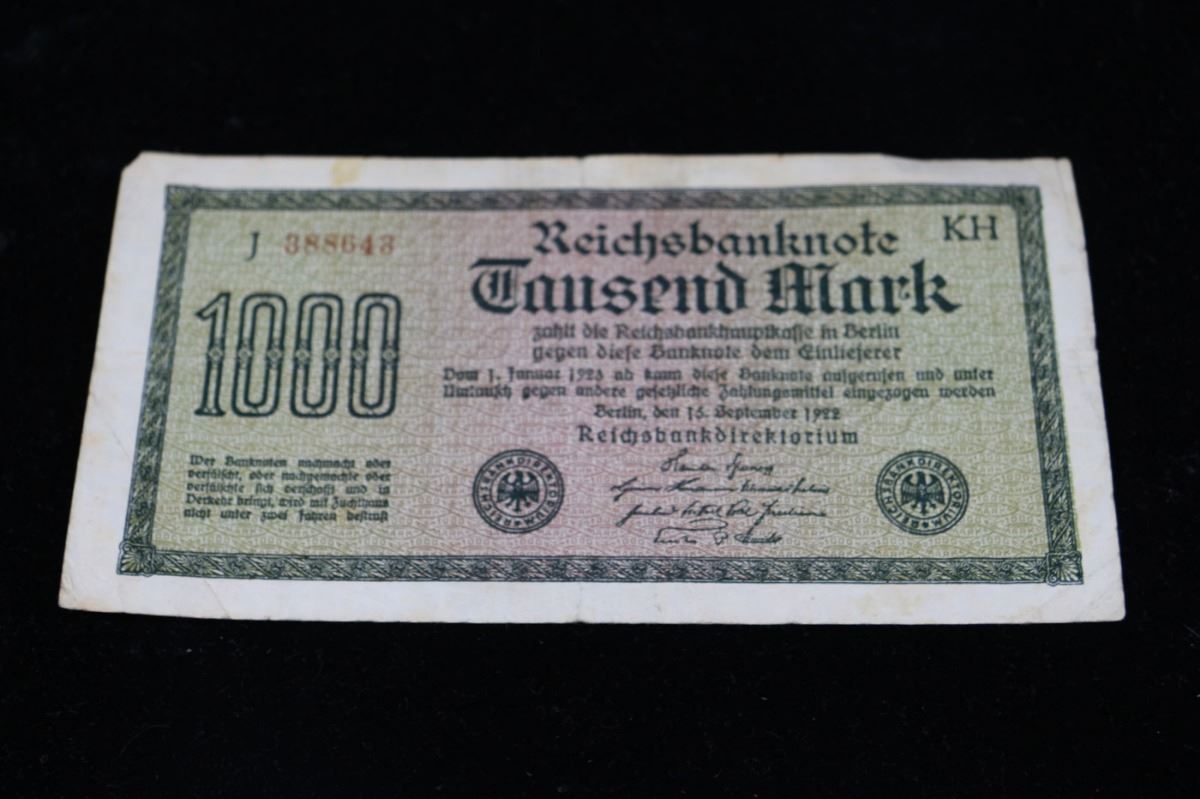 J 388643
KH
Reichsbanknote
Tausend Mark
1000
zahlt die Reichsbankhauptkasse in Berlin
gegen diese Banknote dem Einlieferer
Vom 1. Januar 1923 ab kann diese Banknote aufgerufen und unter
Umtausch gegen andere gesetzliche Zahlungsmittel eingezogen werden
Berlin, den 15. September 1922
Reichsbankdirektorium
Wer Banknoten nachmacht oder
verfälscht, oder nachgemachte oder
verfälschte sich verschafft und in
Verkehr bringt, wird mit Zuchthaus
nicht unter zwei Jahren bestraft
REICHSBANKDIREKTORIUM
REICHSBANKDIREKTORIUM